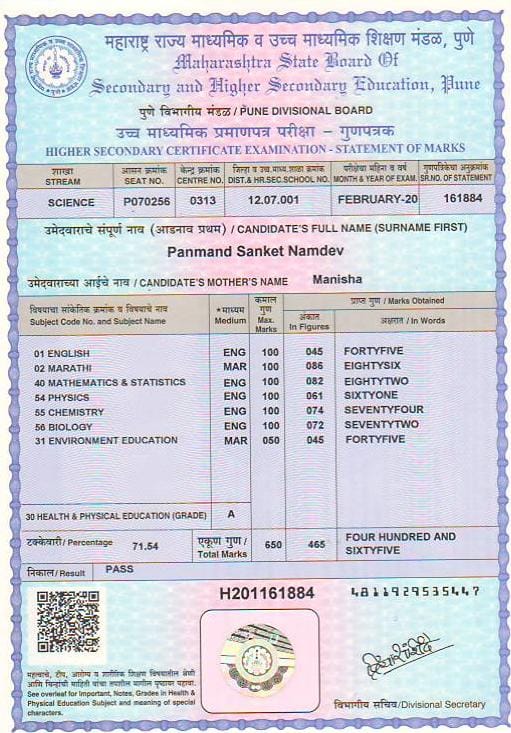 महाराष्ट्र राज्य माध्यमिक व उच्च माध्यमिक शिक्षण मंडळ, पुणे
Maharashtra State Board Of
Secondary and Higher Secondary Education, Pune
पुणे विभागीय मंडळ / PUNE DIVISIONAL BOARD
उच्च माध्यमिक प्रमाणपत्र परीक्षा – गुणपत्रक
HIGHER SECONDARY CERTIFICATE EXAMINATION - STATEMENT OF MARKS
शाखा आसन क्रमांक केन्द्र क्रमांक जिल्हा व उच्च.माध्य.शाळा क्रमांक परीक्षेचा महिना व वर्ष गुणपत्रिकेचा अनुक्रमांक
STREAM SEAT NO. CENTRE NO. DIST.& HR.SEC.SCHOOL NO. MONTH & YEAR OF EXAM. SR.NO. OF STATEMENT
SCIENCE P070256 0313 12.07.001 FEBRUARY-20 161884
उमेदवाराचे संपूर्ण नाव (आडनाव प्रथम) / CANDIDATE'S FULL NAME (SURNAME FIRST)
Panmand Sanket Namdev
उमेदवाराच्या आईचे नाव / CANDIDATE'S MOTHER'S NAME Manisha
विषयाचा सांकेतिक क्रमांक व विषयाचे नाव
Subject Code No. and Subject Name
* माध्यम
Medium
कमाल
गुण
Max.
Marks
प्राप्त गुण / Marks Obtained
अंकात
In Figures
अक्षरात / In Words
01 ENGLISH ENG 100 045 FORTYFIVE
02 MARATHI MAR 100 086 EIGHTYSIX
40 MATHEMATICS & STATISTICS ENG 100 082 EIGHTYTWO
54 PHYSICS ENG 100 061 SIXTYONE
55 CHEMISTRY ENG 100 074 SEVENTYFOUR
56 BIOLOGY ENG 100 072 SEVENTYTWO
31 ENVIRONMENT EDUCATION MAR 050 045 FORTYFIVE
30 HEALTH & PHYSICAL EDUCATION (GRADE) A
टक्केवारी/ Percentage 71.54 एकूण गुण / Total Marks 650 465 FOUR HUNDRED AND
SIXTYFIVE
निकाल/ Result PASS
H201161884 4811929535447
महत्वाचे, टीप, आरोग्य व शारीरिक शिक्षण विषयातील श्रेणी
आणि चिन्हांची माहिती यांचा तपशील मागील पृष्ठावर पहावा.
See overleaf for Important, Notes, Grades in Health &
Physical Education Subject and meaning of special
characters.
विभागीय सचिव/Divisional Secretary